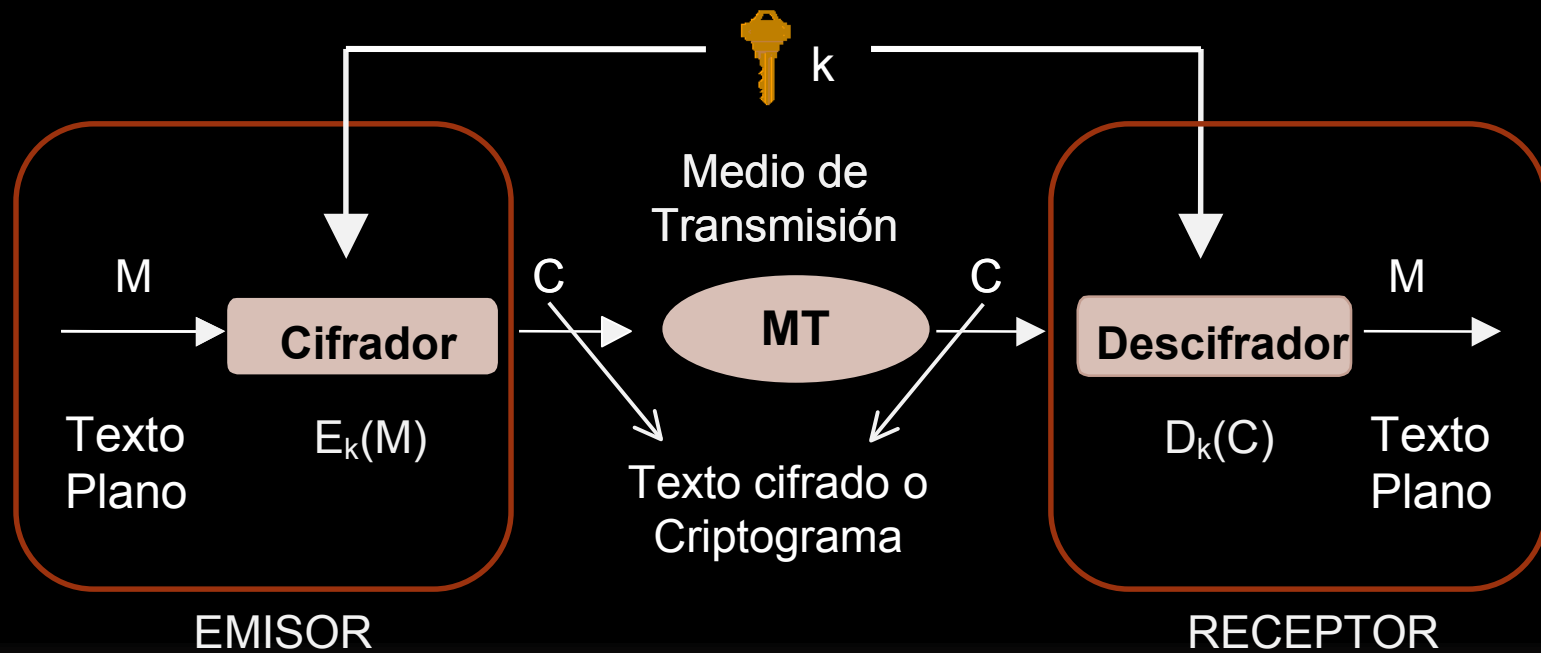 k
Medio de
Transmisión
M
C
C
M
Cifrador
MT
Descifrador
Texto
Plano
Eₖ(M)
Dₖ(C)
Texto
Plano
Texto cifrado o
Criptograma
EMISOR
RECEPTOR